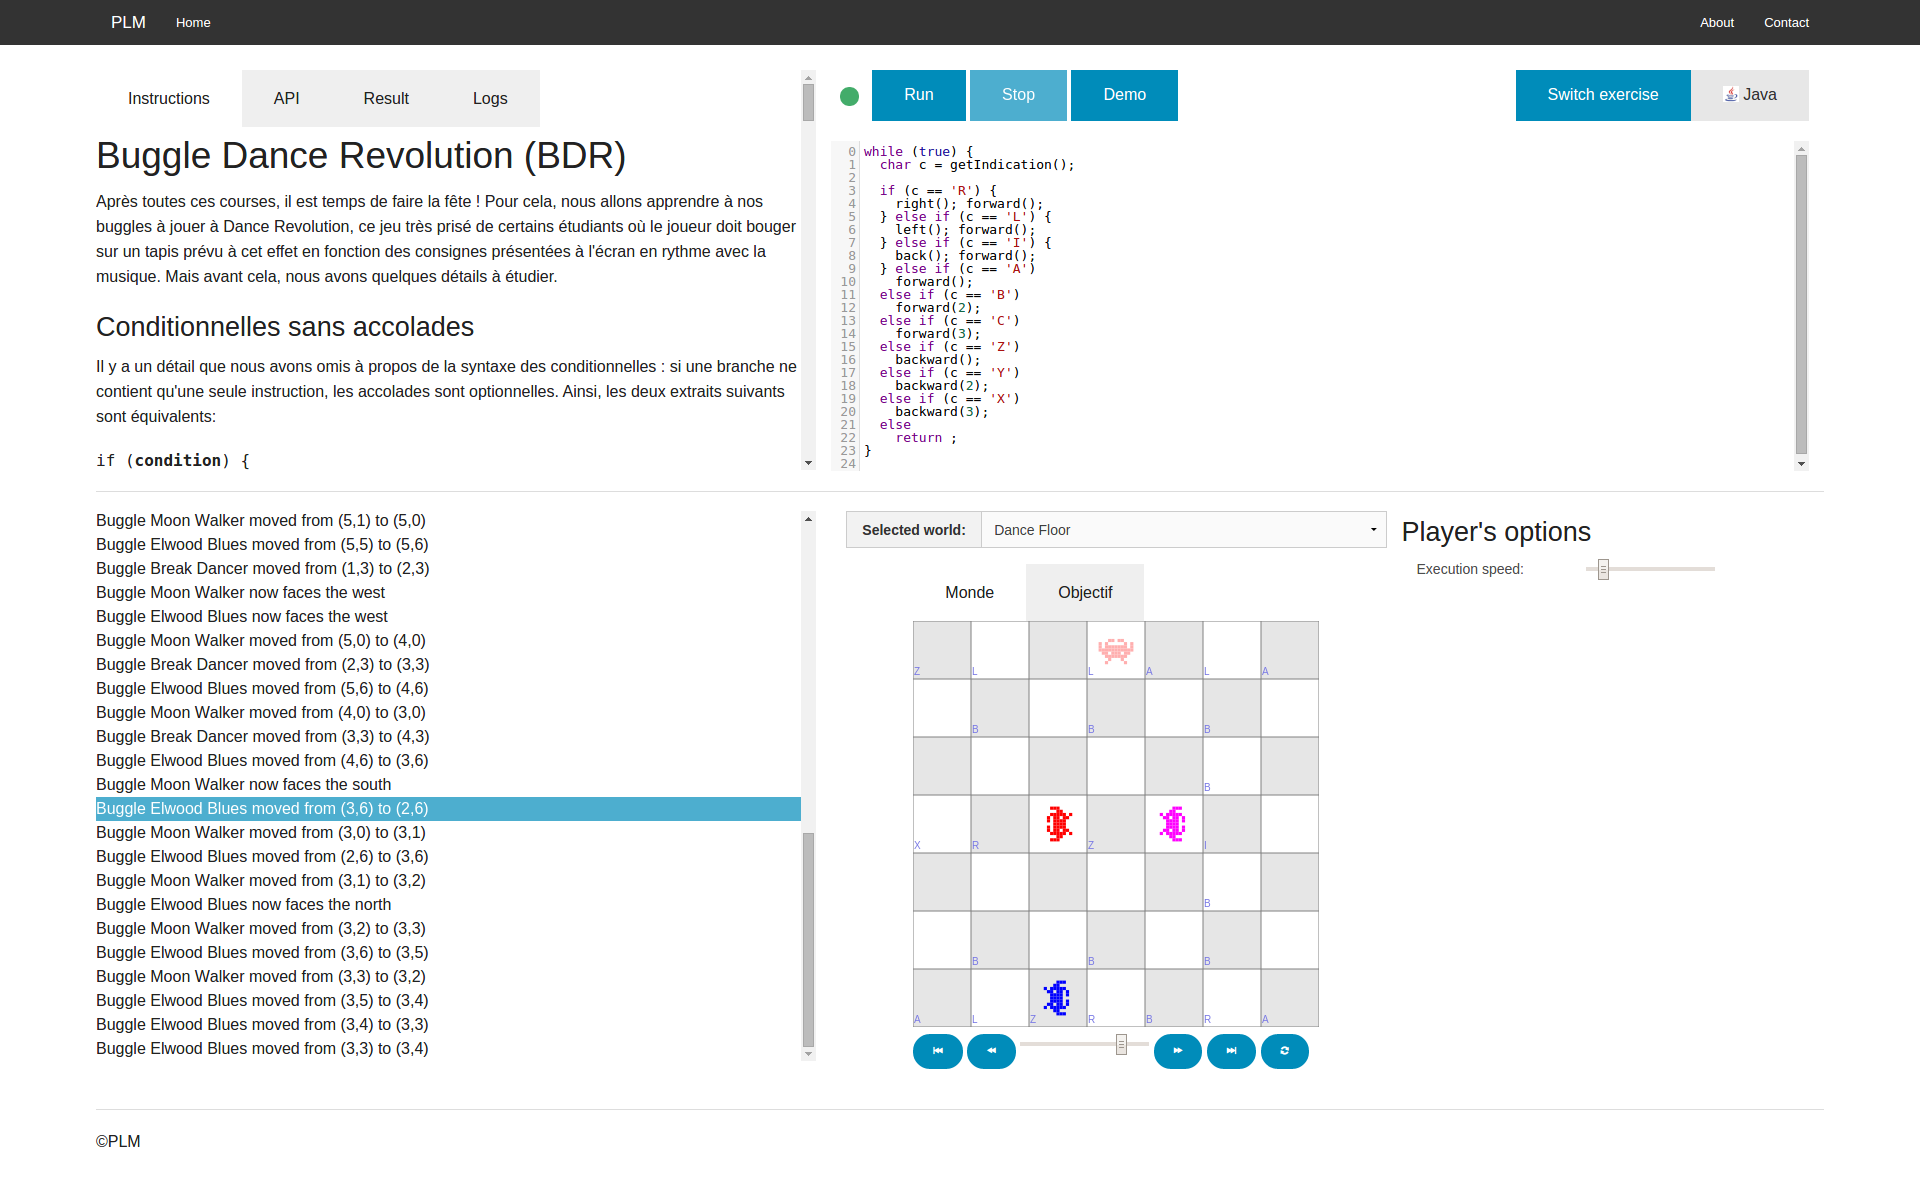 PLM Home About Contact
Instructions API Result Logs
Buggle Dance Revolution (BDR)
Après toutes ces courses, il est temps de faire la fête ! Pour cela, nous allons apprendre à nos
buggles à jouer à Dance Revolution, ce jeu très prisé de certains étudiants où le joueur doit bouger
sur un tapis prévu à cet effet en fonction des consignes présentées à l'écran en rythme avec la
musique. Mais avant cela, nous avons quelques détails à étudier.
Conditionnelles sans accolades
Il y a un détail que nous avons omis à propos de la syntaxe des conditionnelles : si une branche ne
contient qu'une seule instruction, les accolades sont optionnelles. Ainsi, les deux extraits suivants
sont équivalents:
if (condition) {
Run Stop Demo Switch exercise Java
0 while (true) {
1 char c = getIndication();
2
3 if (c == 'R') {
4 right(); forward();
5 } else if (c == 'L') {
6 left(); forward();
7 } else if (c == 'I') {
8 back(); forward();
9 } else if (c == 'A')
10 forward();
11 else if (c == 'B')
12 forward(2);
13 else if (c == 'C')
14 forward(3);
15 else if (c == 'Z')
16 backward();
17 else if (c == 'Y')
18 backward(2);
19 else if (c == 'X')
20 backward(3);
21 else
22 return ;
23 }
24
Buggle Moon Walker moved from (5,1) to (5,0)
Buggle Elwood Blues moved from (5,5) to (5,6)
Buggle Break Dancer moved from (1,3) to (2,3)
Buggle Moon Walker now faces the west
Buggle Elwood Blues now faces the west
Buggle Moon Walker moved from (5,0) to (4,0)
Buggle Break Dancer moved from (2,3) to (3,3)
Buggle Elwood Blues moved from (5,6) to (4,6)
Buggle Moon Walker moved from (4,0) to (3,0)
Buggle Break Dancer moved from (3,3) to (4,3)
Buggle Elwood Blues moved from (4,6) to (3,6)
Buggle Moon Walker now faces the south
Buggle Elwood Blues moved from (3,6) to (2,6)
Buggle Moon Walker moved from (3,0) to (3,1)
Buggle Elwood Blues moved from (2,6) to (3,6)
Buggle Moon Walker moved from (3,1) to (3,2)
Buggle Elwood Blues now faces the north
Buggle Moon Walker moved from (3,2) to (3,3)
Buggle Elwood Blues moved from (3,6) to (3,5)
Buggle Moon Walker moved from (3,3) to (3,2)
Buggle Elwood Blues moved from (3,5) to (3,4)
Buggle Elwood Blues moved from (3,4) to (3,3)
Buggle Elwood Blues moved from (3,3) to (3,4)
Selected world: Dance Floor
Monde Objectif
Z L L A L A
B B B
B
X R Z I
B
B B B
A L Z R B R A
Player's options
Execution speed:
©PLM